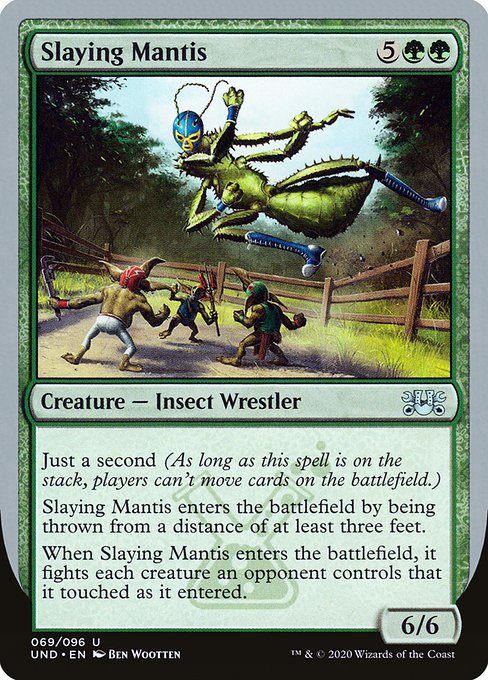 Slaying Mantis 5
Creature — Insect Wrestler
Just a second (As long as this spell is on the
stack, players can't move cards on the battlefield.)
Slaying Mantis enters the battlefield by being
thrown from a distance of at least three feet.
When Slaying Mantis enters the battlefield, it
fights each creature an opponent controls that
it touched as it entered.
6/6
069/096 U
UND • EN Ben Wootten
™ & © 2020 Wizards of the Coast